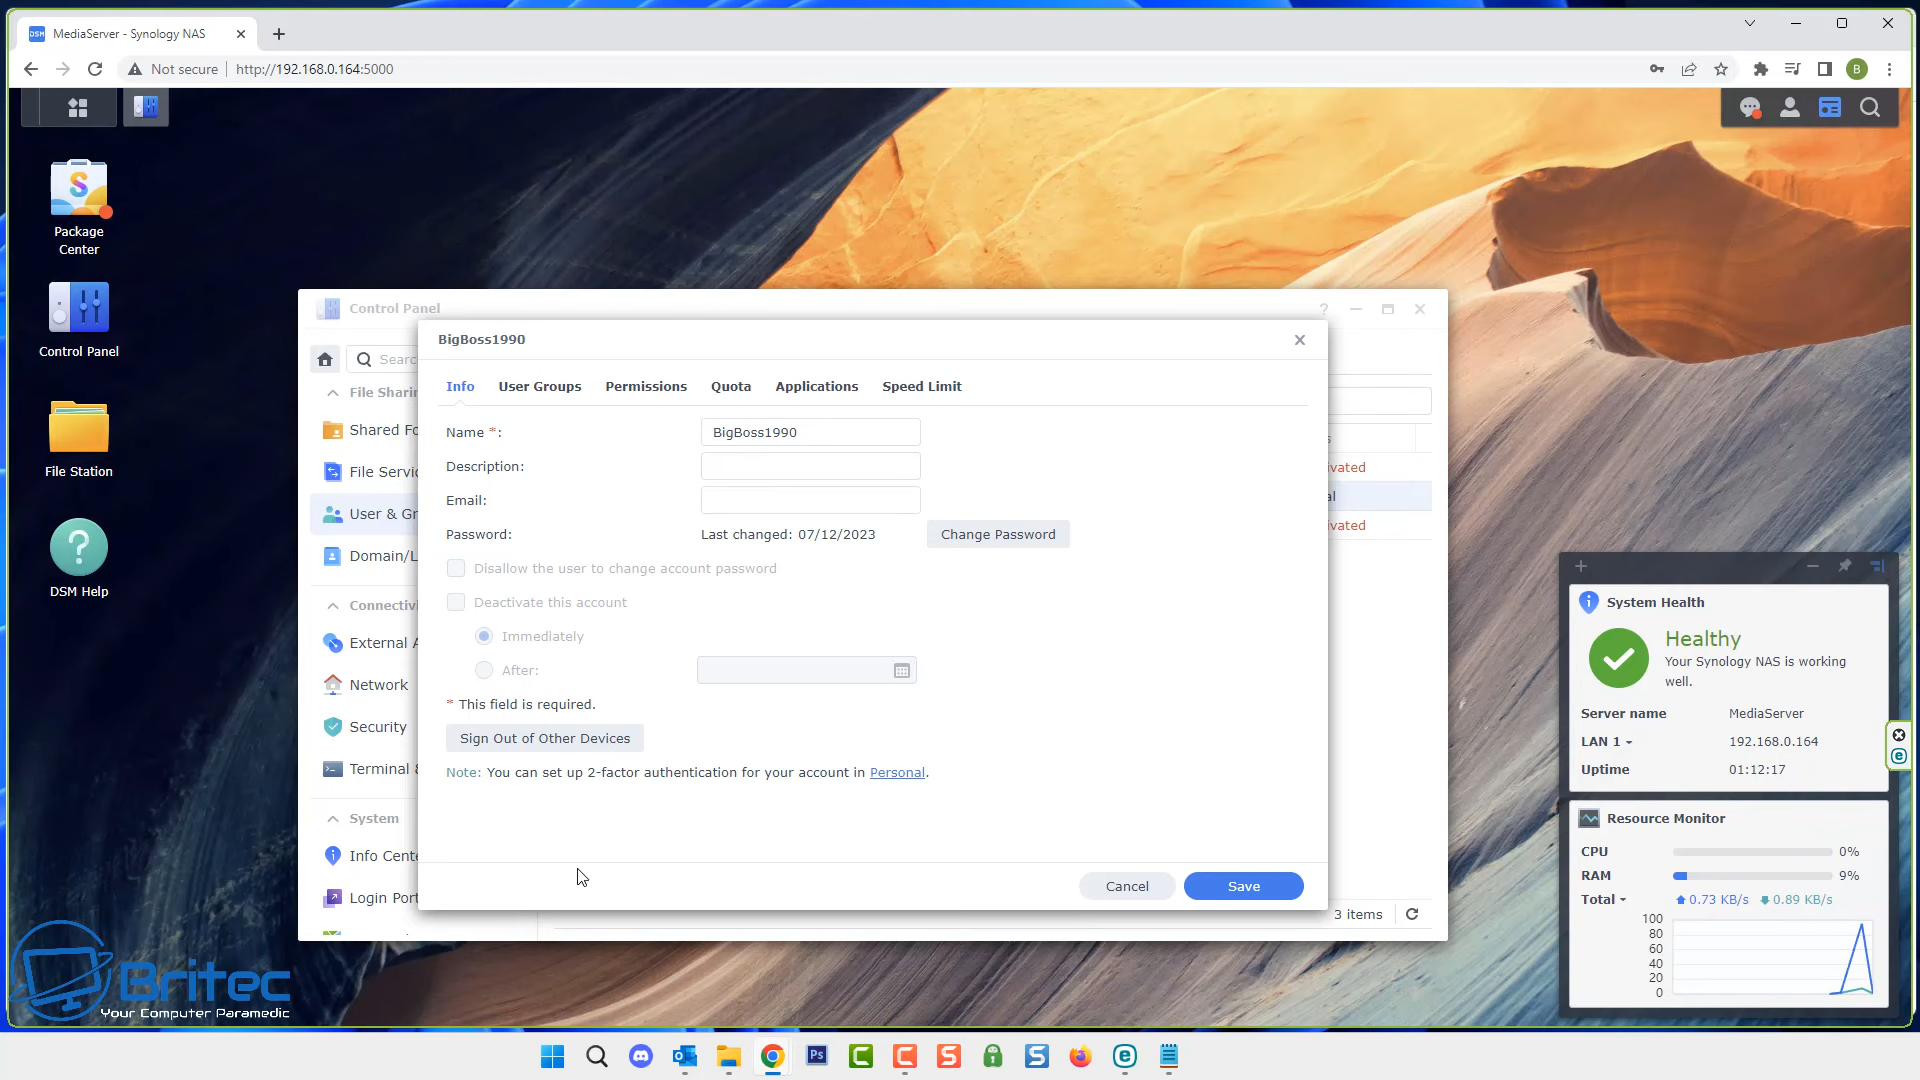 DSM MediaServer - Synology NAS
Not secure
http://192.168.0.164:5000
B
Package
Center
Control Panel
File Station
DSM Help
Control Panel
Searc
File Sharin
Shared Fo
File Servic
User & Gr
Domain/L
Connectivi
External A
Network
Security
Terminal &
System
Info Cente
Login Port
BigBoss1990
Info
User Groups
Permissions
Quota
Applications
Speed Limit
Name *:
BigBoss1990
Description:
Email:
Password:
Last changed: 07/12/2023
Change Password
Disallow the user to change account password
Deactivate this account
Immediately
After:
* This field is required.
Sign Out of Other Devices
Note: You can set up 2-factor authentication for your account in Personal.
Cancel
Save
s
ivated
al
ivated
3 items
System Health
Healthy
Your Synology NAS is working
well.
Server name MediaServer
LAN 1 192.168.0.164
Uptime 01:12:17
Resource Monitor
CPU 0%
RAM 9%
Total 0.73 KB/s 0.89 KB/s
100
80
60
40
20
0
Britec
Your Computer Paramedic
Ps